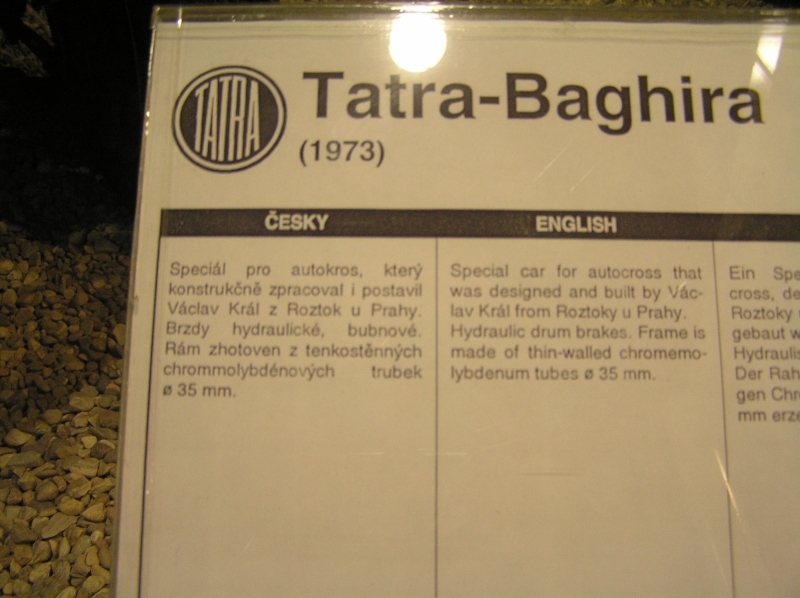 TATRA
Tatra-Baghira
(1973)
ČESKY
Speciál pro autokros, který
konstrukčně zpracoval i postavil
Václav Král z Roztok u Prahy.
Brzdy hydraulické, bubnové.
Rám zhotoven z tenkostěnných
chrommolybdénových trubek
ø 35 mm.
ENGLISH
Special car for autocross that
was designed and built by Vác-
lav Král from Roztoky u Prahy.
Hydraulic drum brakes. Frame is
made of thin-walled chromemo-
lybdenum tubes ø 35 mm.
Ein Spe
cross, de
Roztoky
gebaut w
Hydraulis
Der Rah
gen Chr
mm erze